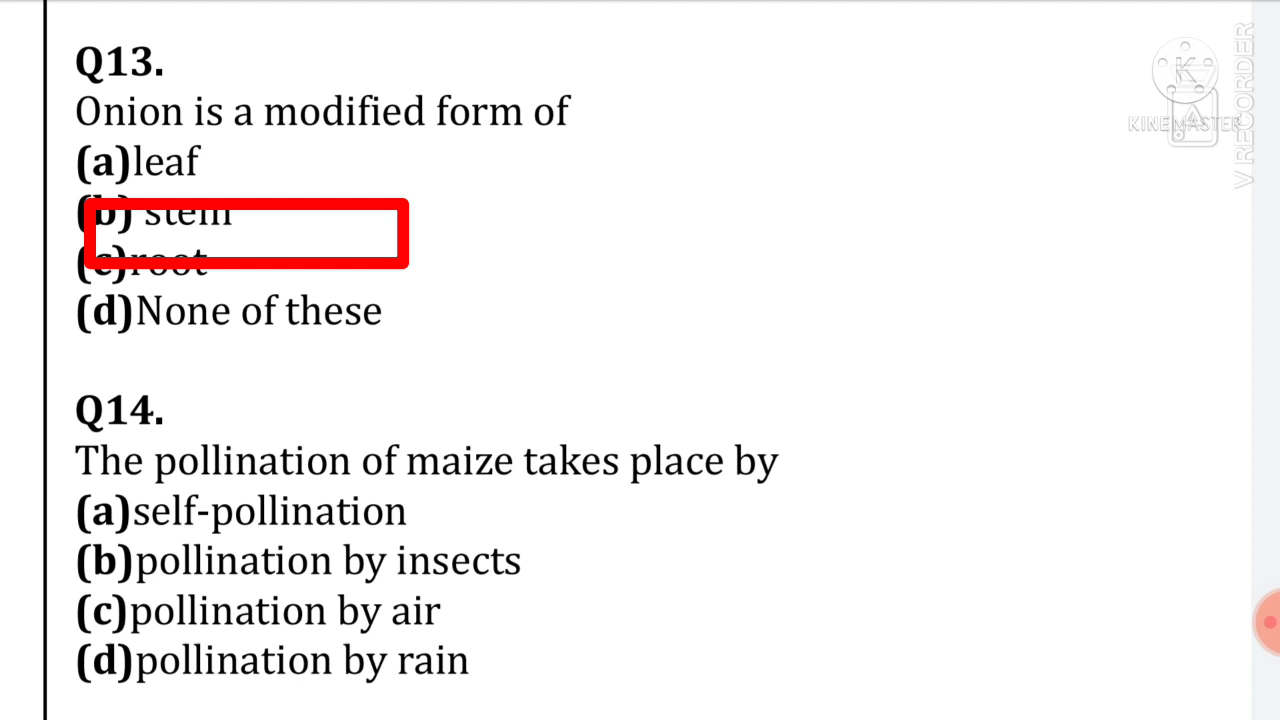 Q13.
Onion is a modified form of
(a)leaf
(b) stem
(c)root
(d)None of these
Q14.
The pollination of maize takes place by
(a)self-pollination
(b)pollination by insects
(c)pollination by air
(d)pollination by rain
K
KINEMASTER
V RECORDER